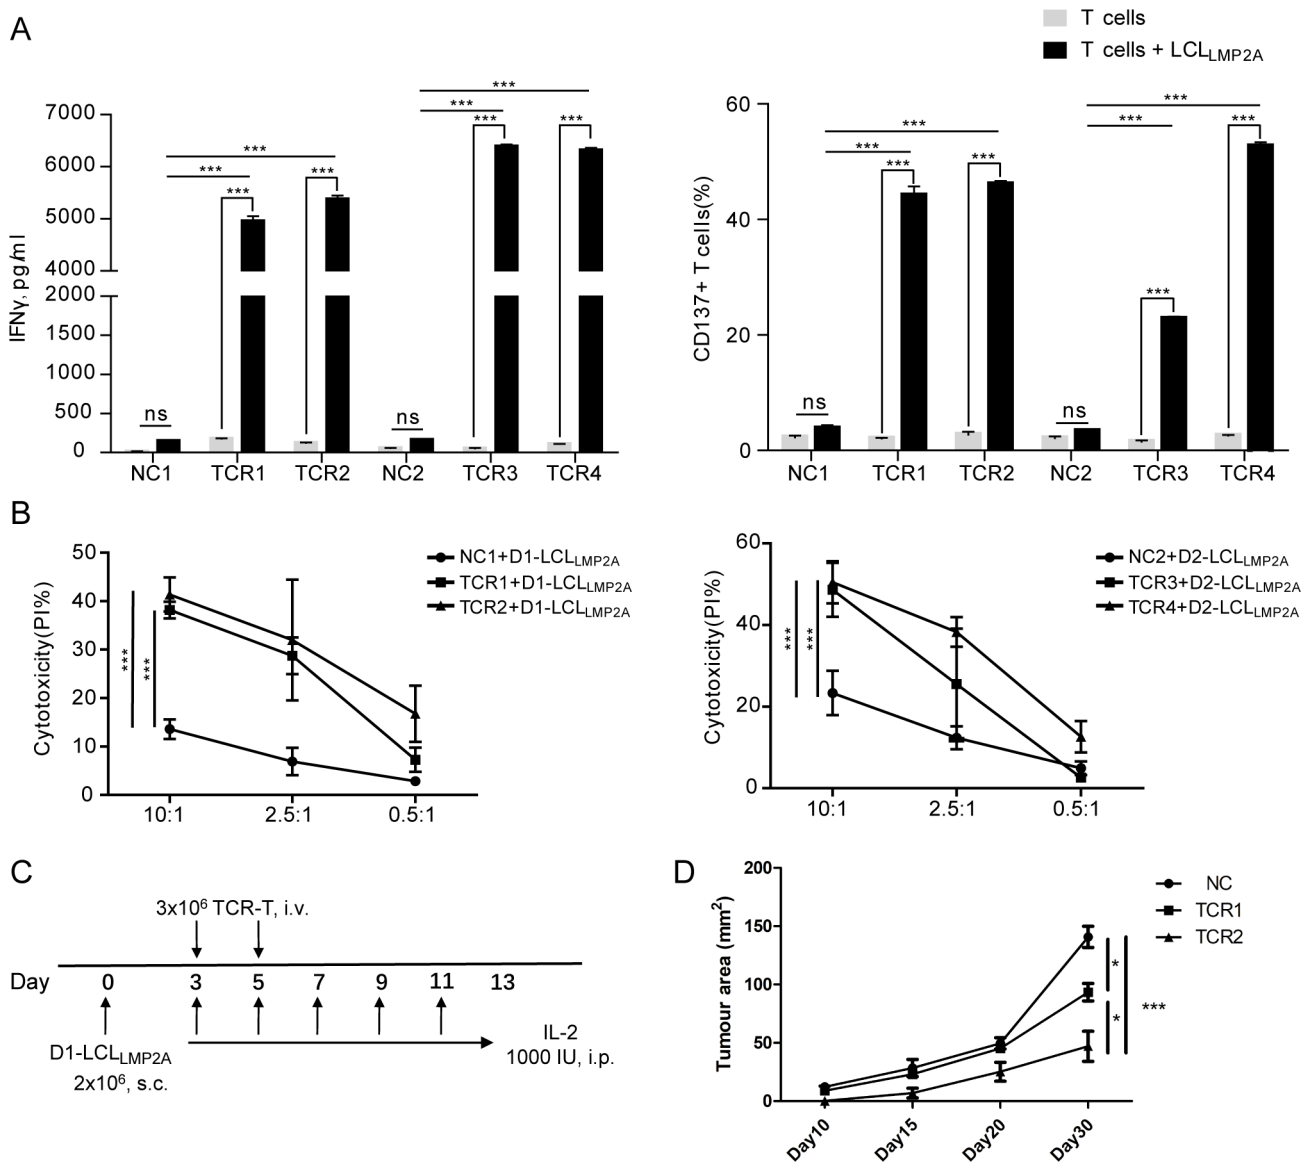 A
T cells
T cells + LCLLMP2A
IFNγ, pg/ml
7000
6000
5000
4000
2000
1500
1000
500
0
ns
***
***
***
***
ns
***
***
***
***
NC1 TCR1 TCR2 NC2 TCR3 TCR4
CD137+ T cells(%)
60
40
20
0
ns
***
***
***
***
ns
***
***
***
***
NC1 TCR1 TCR2 NC2 TCR3 TCR4
B
Cytotoxicity(PI%)
50
40
30
20
10
0
***
***
10:1 2.5:1 0.5:1
NC1+D1-LCLLMP2A
TCR1+D1-LCLLMP2A
TCR2+D1-LCLLMP2A
Cytotoxicity(PI%)
60
40
20
0
***
***
10:1 2.5:1 0.5:1
NC2+D2-LCLLMP2A
TCR3+D2-LCLLMP2A
TCR4+D2-LCLLMP2A
C
3x10⁶ TCR-T, i.v.
Day 0 3 5 7 9 11 13
D1-LCLLMP2A
2x10⁶, s.c.
IL-2
1000 IU, i.p.
D
Tumour area (mm²)
200
150
100
50
0
Day10 Day15 Day20 Day30
NC
TCR1
TCR2
*
*
***